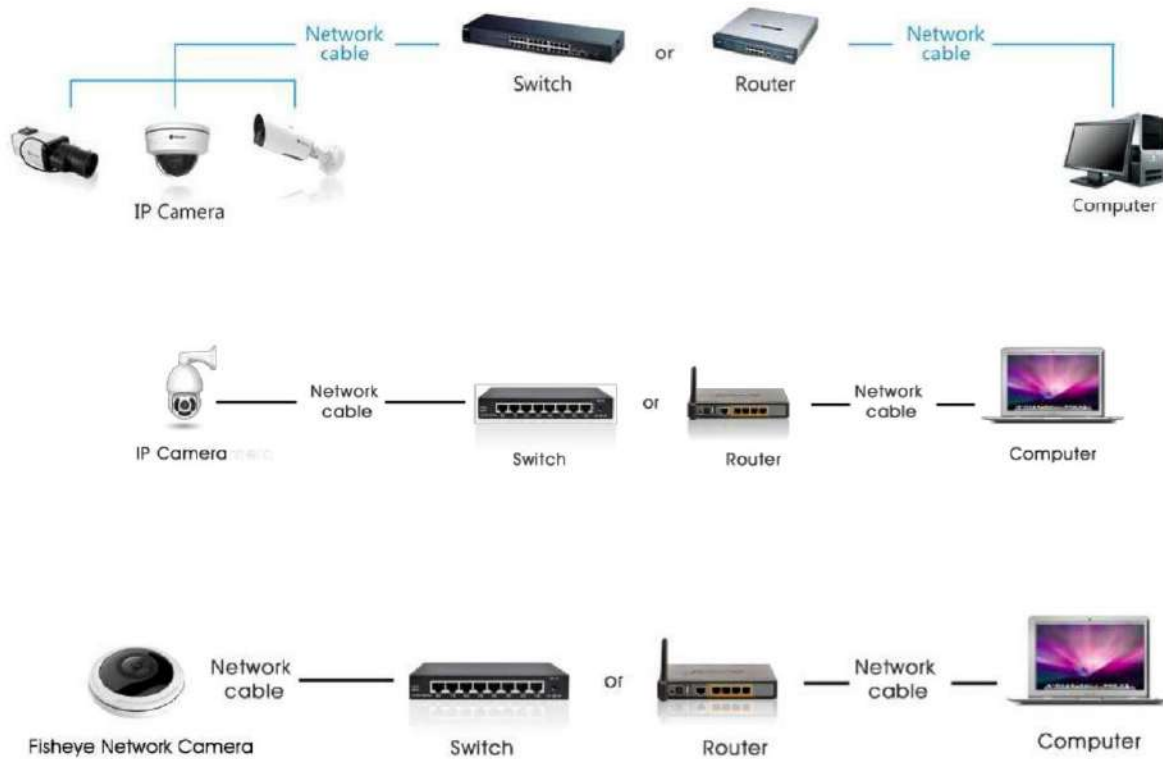 Network
cable
Network
cable
Switch
or
Router
IP Camera
Computer
Network
cable
or
Network
cable
IP Camera
Switch
Router
Computer
Network
cable
or
Network
cable
Fisheye Network Camera
Switch
Router
Computer